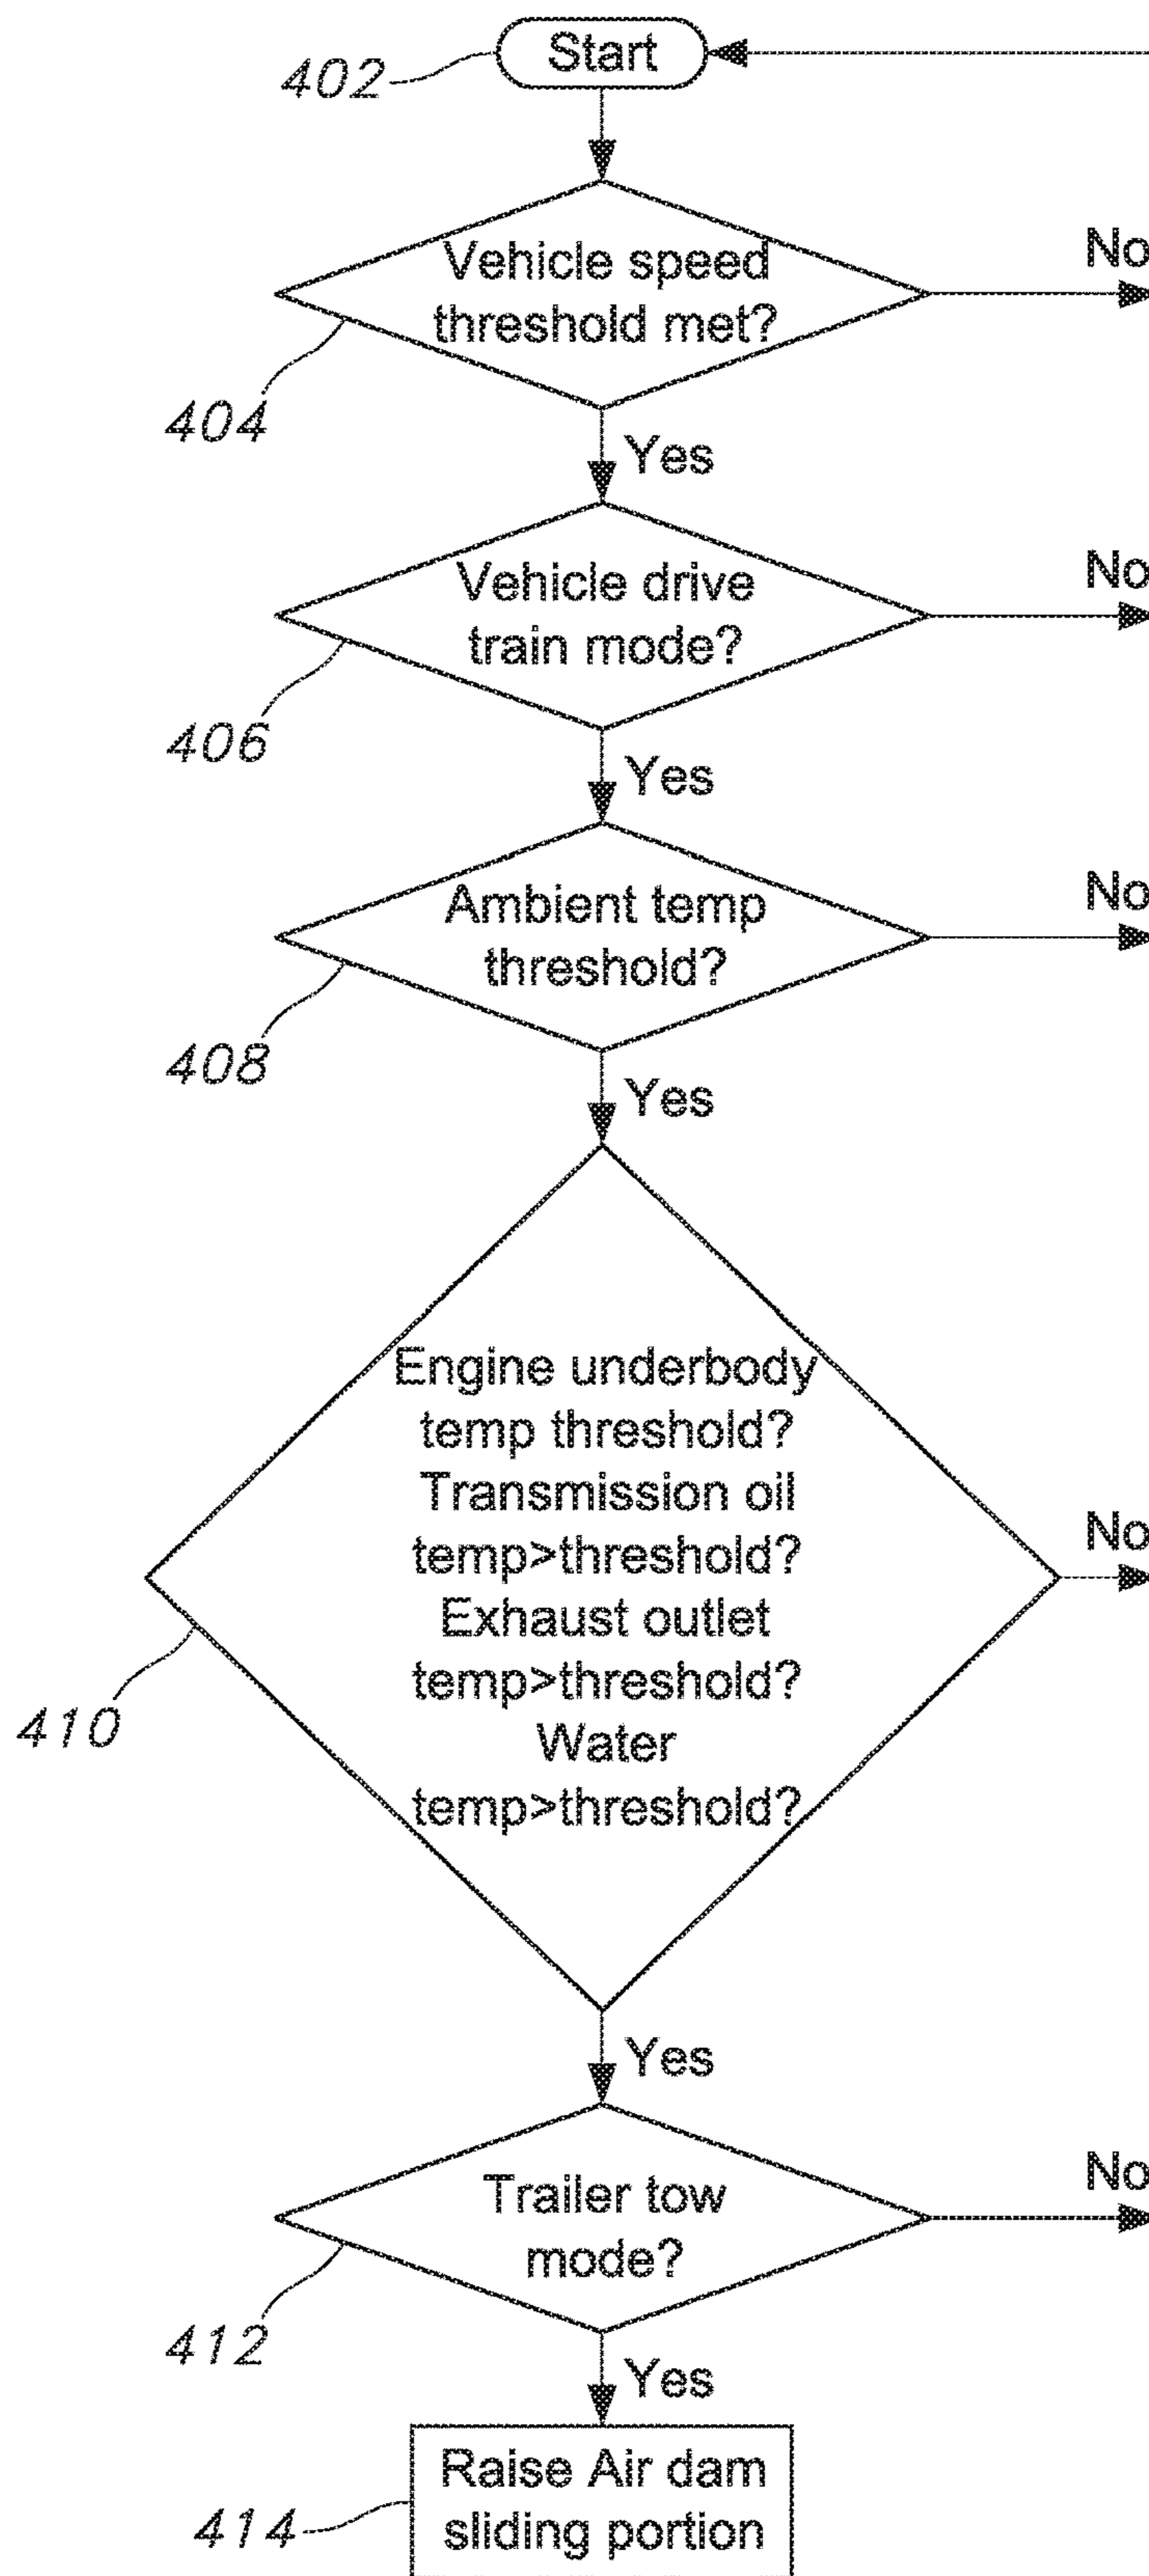 Start
402
Vehicle speed
threshold met?
No
404
Yes
Vehicle drive
train mode?
No
406
Yes
Ambient temp
threshold?
No
408
Yes
Engine underbody
temp threshold?
Transmission oil
temp>threshold?
Exhaust outlet
temp>threshold?
Water
temp>threshold?
No
410
Yes
Trailer tow
mode?
No
412
Yes
Raise Air dam
sliding portion
414